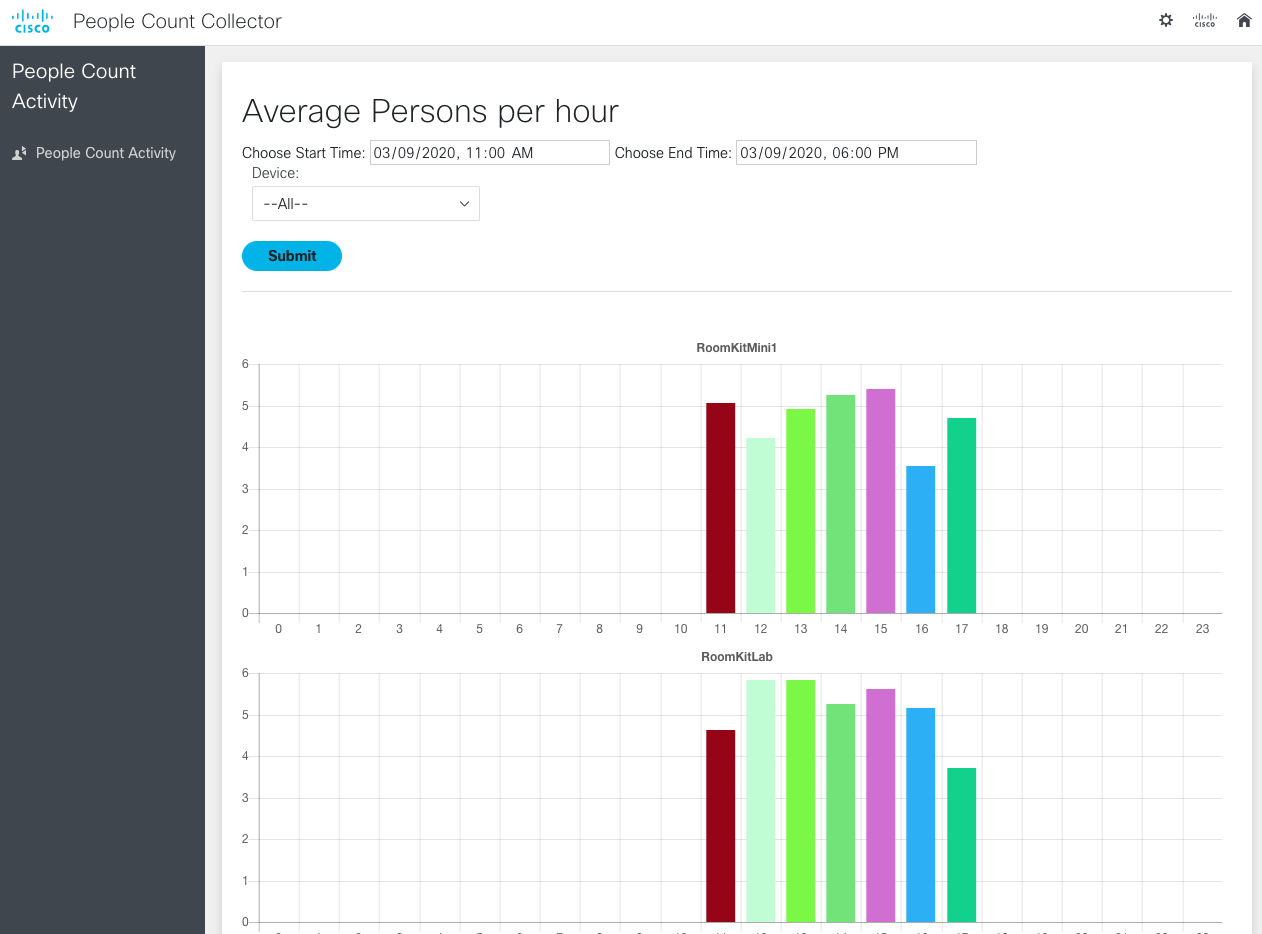 CISCO People Count Collector CISCO
People Count
Activity
People Count Activity
Average Persons per hour
Choose Start Time: 03/09/2020, 11:00 AM Choose End Time: 03/09/2020, 06:00 PM
Device:
--All--
Submit
RoomKitMini1
6
5
4
3
2
1
0
0 1 2 3 4 5 6 7 8 9 10 11 12 13 14 15 16 17 18 19 20 21 22 23
RoomKitLab
6
5
4
3
2
1
0